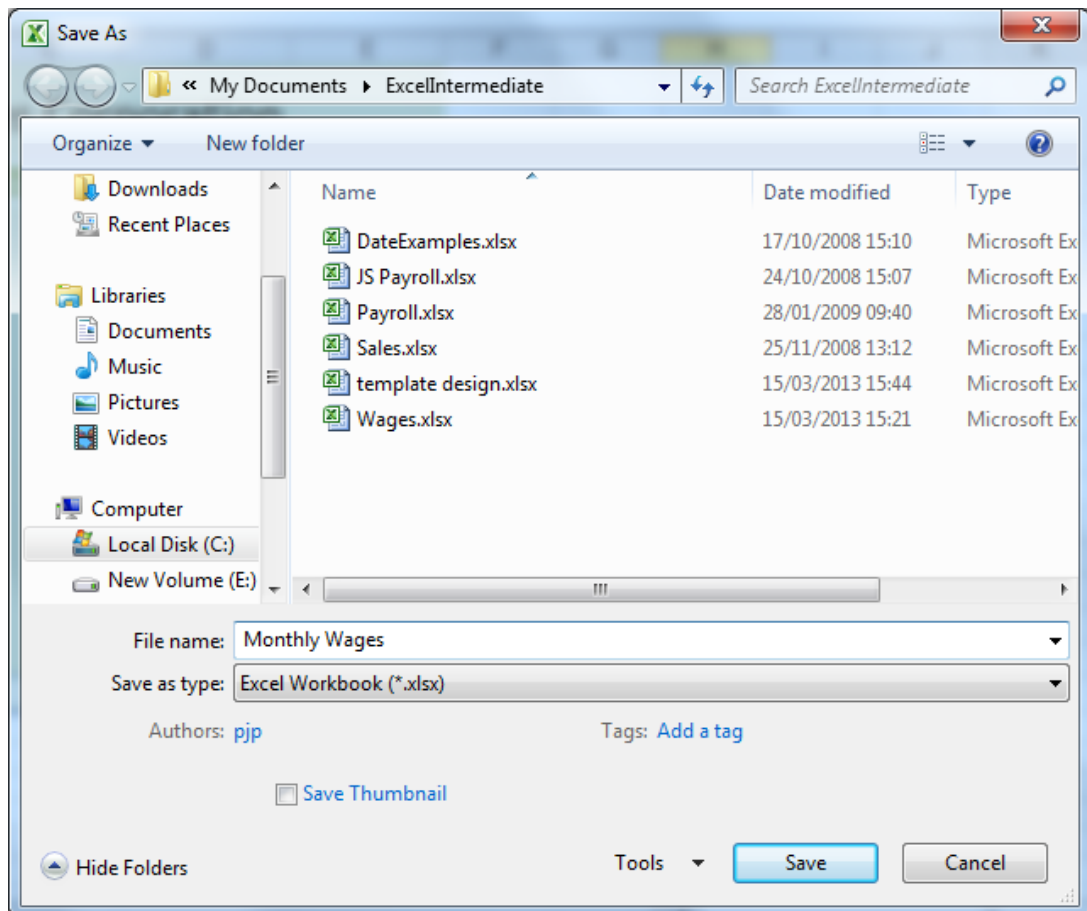 Save As
« My Documents ▸ ExcelIntermediate
Search ExcelIntermediate
Organize New folder
Downloads
Recent Places
Libraries
Documents
Music
Pictures
Videos
Computer
Local Disk (C:)
New Volume (E:)
Name Date modified Type
DateExamples.xlsx 17/10/2008 15:10 Microsoft Ex
JS Payroll.xlsx 24/10/2008 15:07 Microsoft Ex
Payroll.xlsx 28/01/2009 09:40 Microsoft Ex
Sales.xlsx 25/11/2008 13:12 Microsoft Ex
template design.xlsx 15/03/2013 15:44 Microsoft Ex
Wages.xlsx 15/03/2013 15:21 Microsoft Ex
File name: Monthly Wages
Save as type: Excel Workbook (*.xlsx)
Authors: pjp Tags: Add a tag
Save Thumbnail
Hide Folders Tools Save Cancel